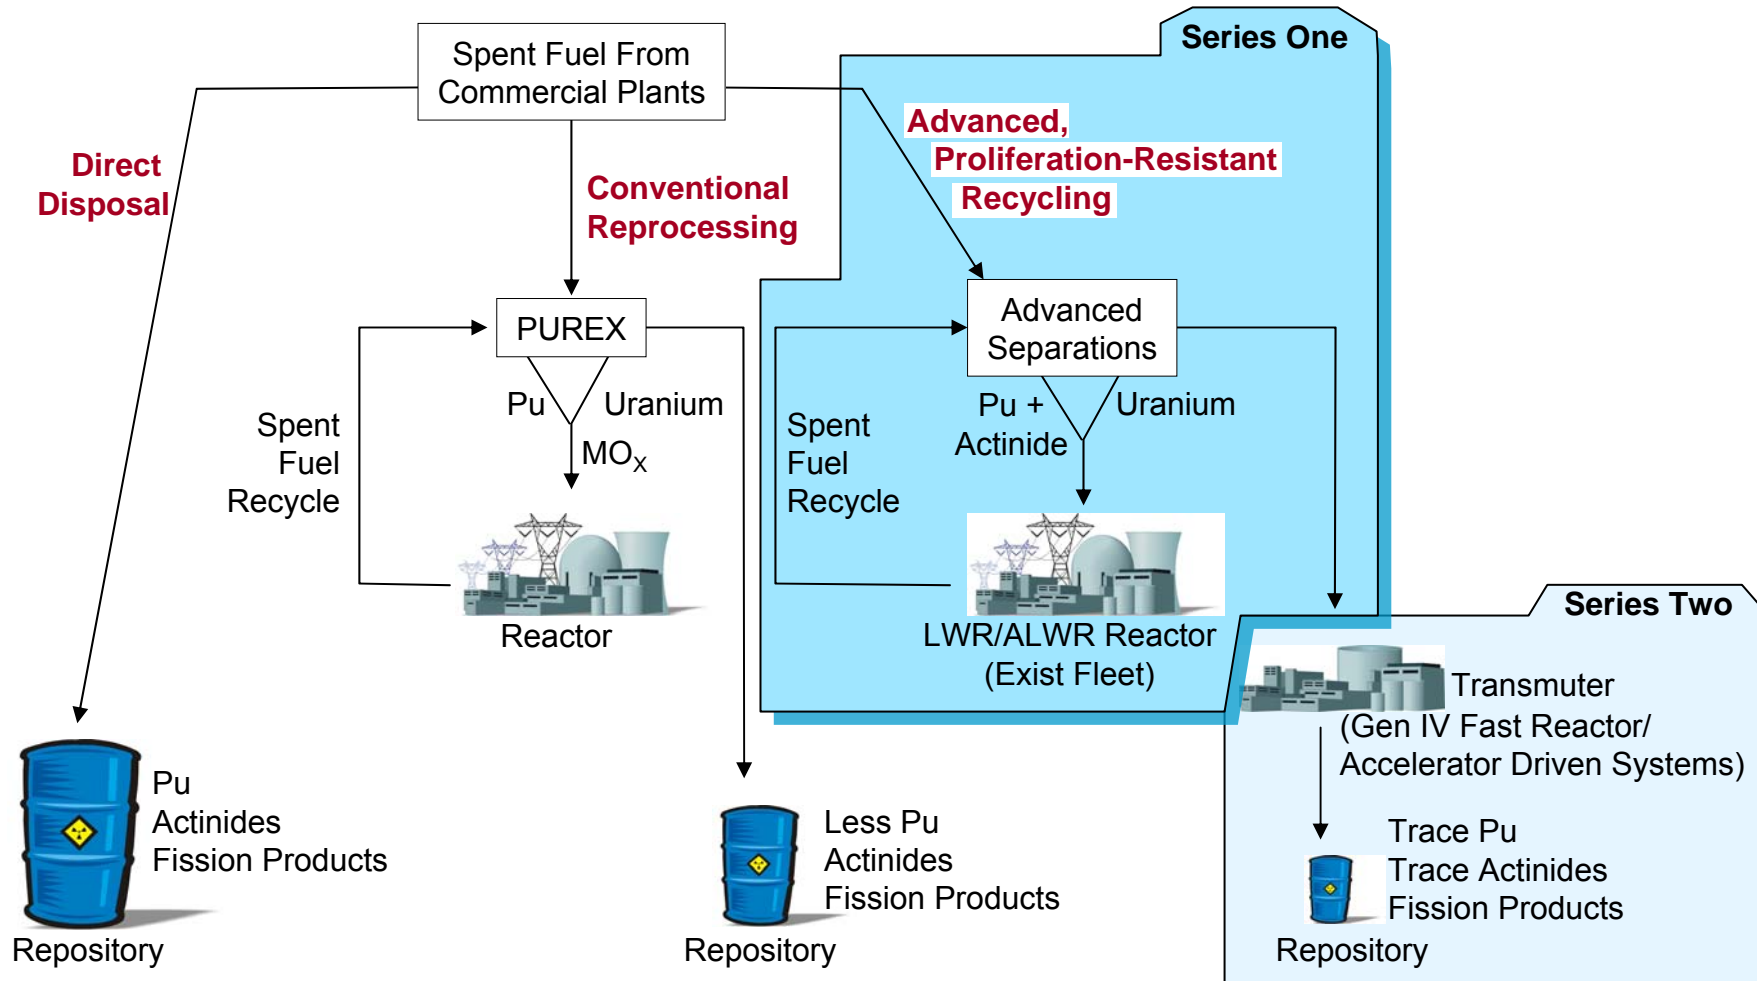 Spent Fuel From
Commercial Plants
Series One
Direct
Disposal
Conventional
Reprocessing
Advanced,
Proliferation-Resistant
Recycling
PUREX
Pu
Uranium
MOX
Spent
Fuel
Recycle
Reactor
Advanced
Separations
Pu +
Actinide
Uranium
Spent
Fuel
Recycle
LWR/ALWR Reactor
(Exist Fleet)
Series Two
Transmuter
(Gen IV Fast Reactor/
Accelerator Driven Systems)
Pu
Actinides
Fission Products
Repository
Less Pu
Actinides
Fission Products
Repository
Trace Pu
Trace Actinides
Fission Products
Repository